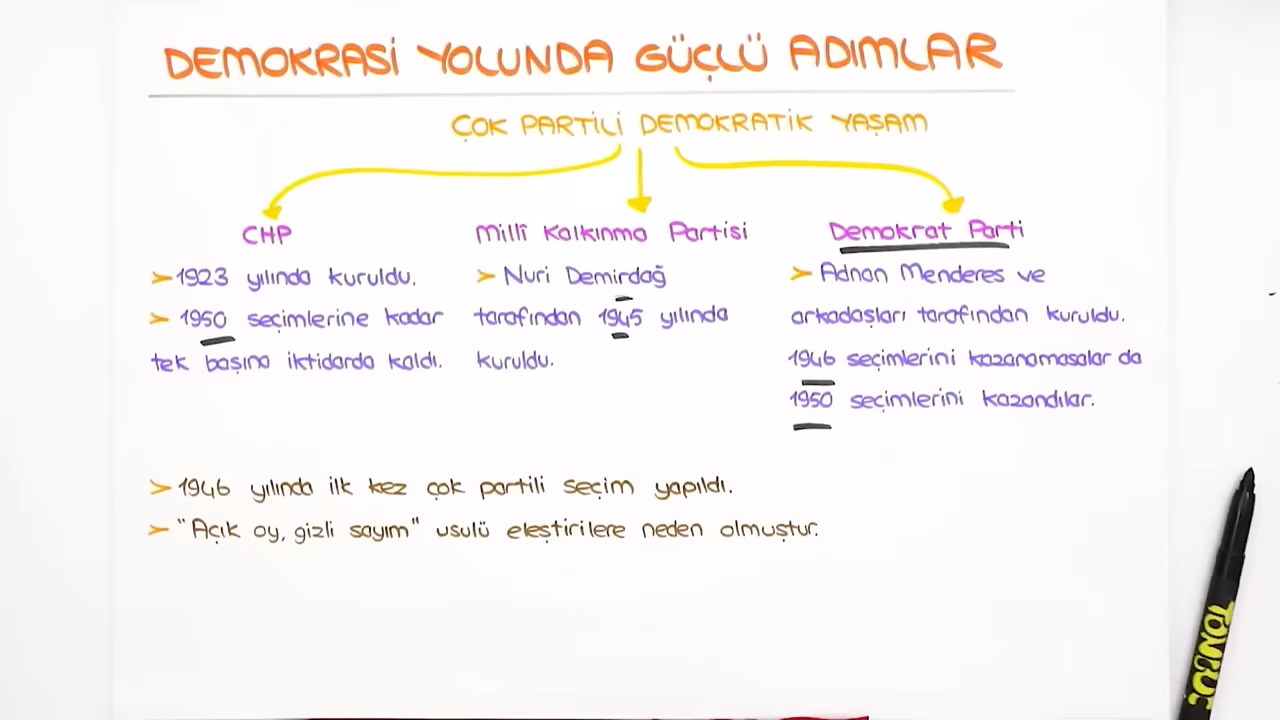 DEMOKRASİ YOLUNDA GÜÇLÜ ADIMLAR
ÇOK PARTİLİ DEMOKRATİK YAŞAM
CHP
➤1923 yılında kuruldu.
➤ 1950 seçimlerine kadar
tek başına iktidarda kaldı.
Millî Kalkınma Partisi
➤ Nuri Demirdağ
tarafından 1945 yılında
kuruldu.
Demokrat Parti
➤ Adnan Menderes ve
arkadaşları tarafından kuruldu.
1946 seçimlerini kazanamasalar da
1950 seçimlerini kazandılar.
➤ 1946 yılında ilk kez çok partili seçim yapıldı.
➤ "Açık oy, gizli sayım" usulü eleştirilere neden olmuştur.
TONGUÇ